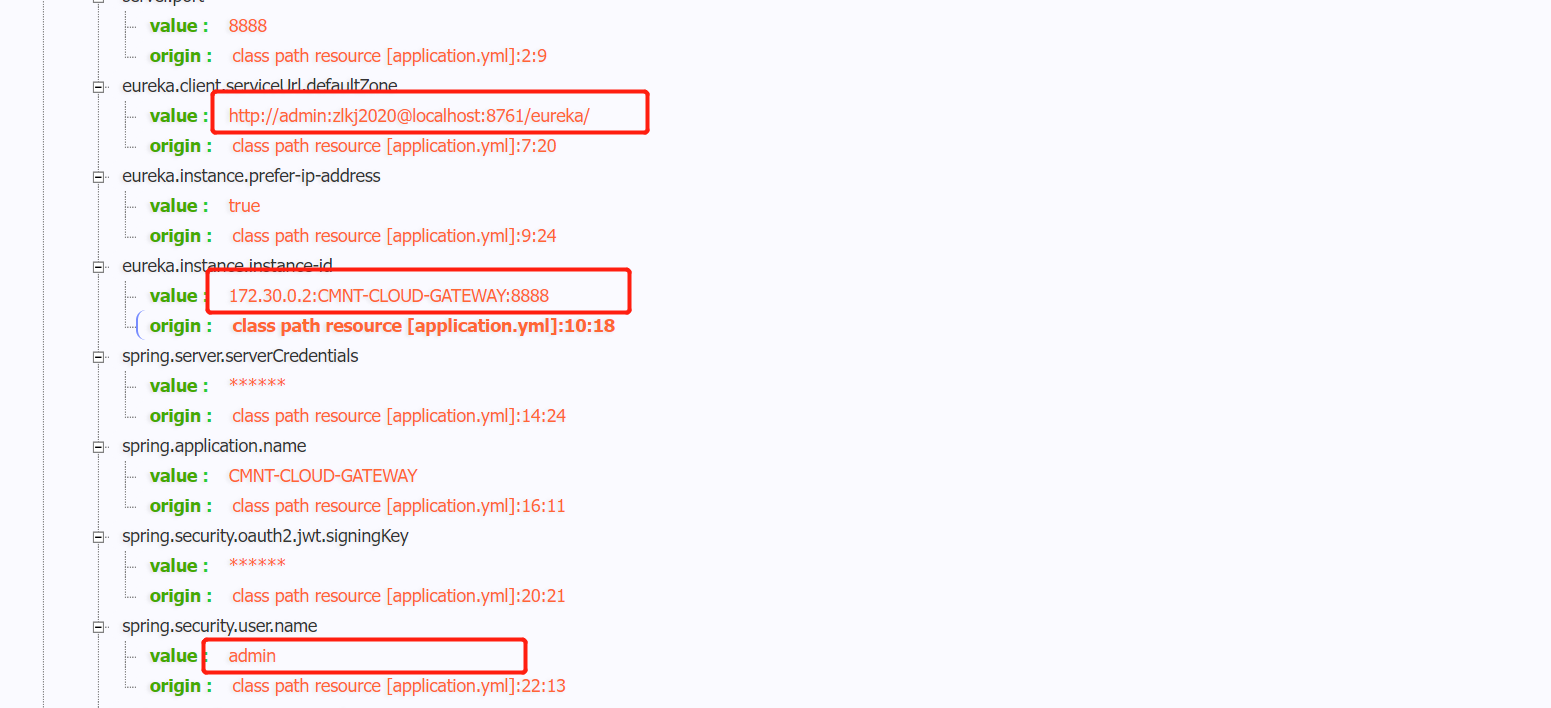 server.port
value : 8888
origin : class path resource [application.yml]:2:9
eureka.client.serviceUrl.defaultZone
value : http://admin:zlkj2020@localhost:8761/eureka/
origin : class path resource [application.yml]:7:20
eureka.instance.prefer-ip-address
value : true
origin : class path resource [application.yml]:9:24
eureka.instance.instance-id
value : 172.30.0.2:CMNT-CLOUD-GATEWAY:8888
origin : class path resource [application.yml]:10:18
spring.server.serverCredentials
value : ******
origin : class path resource [application.yml]:14:24
spring.application.name
value : CMNT-CLOUD-GATEWAY
origin : class path resource [application.yml]:16:11
spring.security.oauth2.jwt.signingKey
value : ******
origin : class path resource [application.yml]:20:21
spring.security.user.name
value : admin
origin : class path resource [application.yml]:22:13